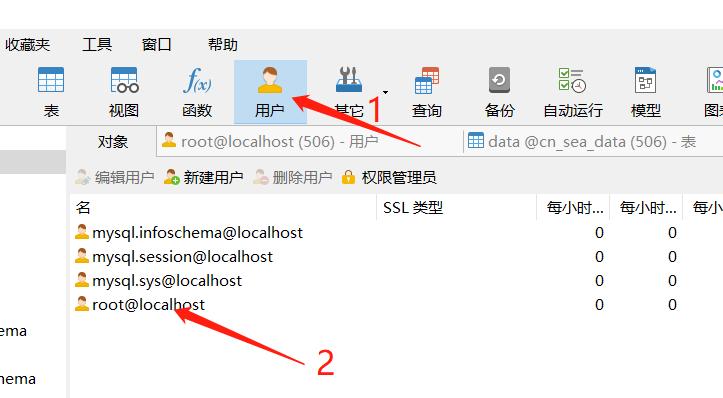 收藏夹 工具 窗口 帮助
f(x)
表 视图 函数 用户 其它 查询 备份 自动运行 模型 图表
1
对象 root@localhost (506) - 用户 data @cn_sea_data (506) - 表
编辑用户 新建用户 删除用户 权限管理员
名 SSL 类型 每小时... 每小时... 每小
mysql.infoschema@localhost 0 0
mysql.session@localhost 0 0
mysql.sys@localhost 0 0
root@localhost 0 0
ema
2
hema